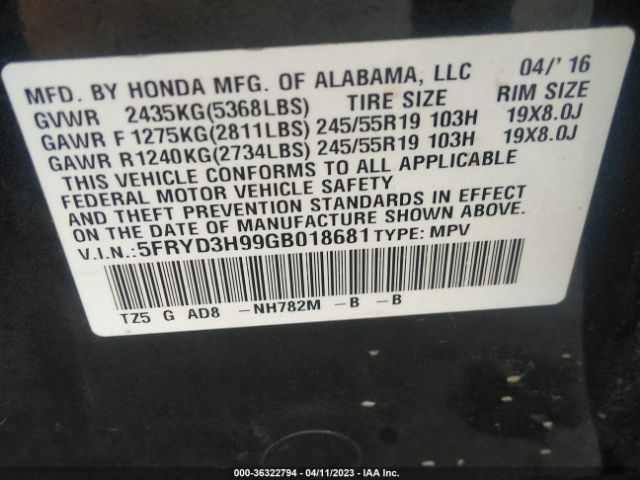 MFD. BY HONDA MFG. OF ALABAMA, LLC 04/'16
GVWR 2435KG(5368LBS) TIRE SIZE RIM SIZE
GAWR F 1275KG(2811LBS) 245/55R19 103H 19X8.0J
GAWR R1240KG(2734LBS) 245/55R19 103H 19X8.0J
THIS VEHICLE CONFORMS TO ALL APPLICABLE
FEDERAL MOTOR VEHICLE SAFETY
AND THEFT PREVENTION STANDARDS IN EFFECT
ON THE DATE OF MANUFACTURE SHOWN ABOVE.
V.I.N.:5FRYD3H99GB018681 TYPE: MPV
TZ5 G AD8 -NH782M -B -B
000-36322794 - 04/11/2023 - IAA Inc.